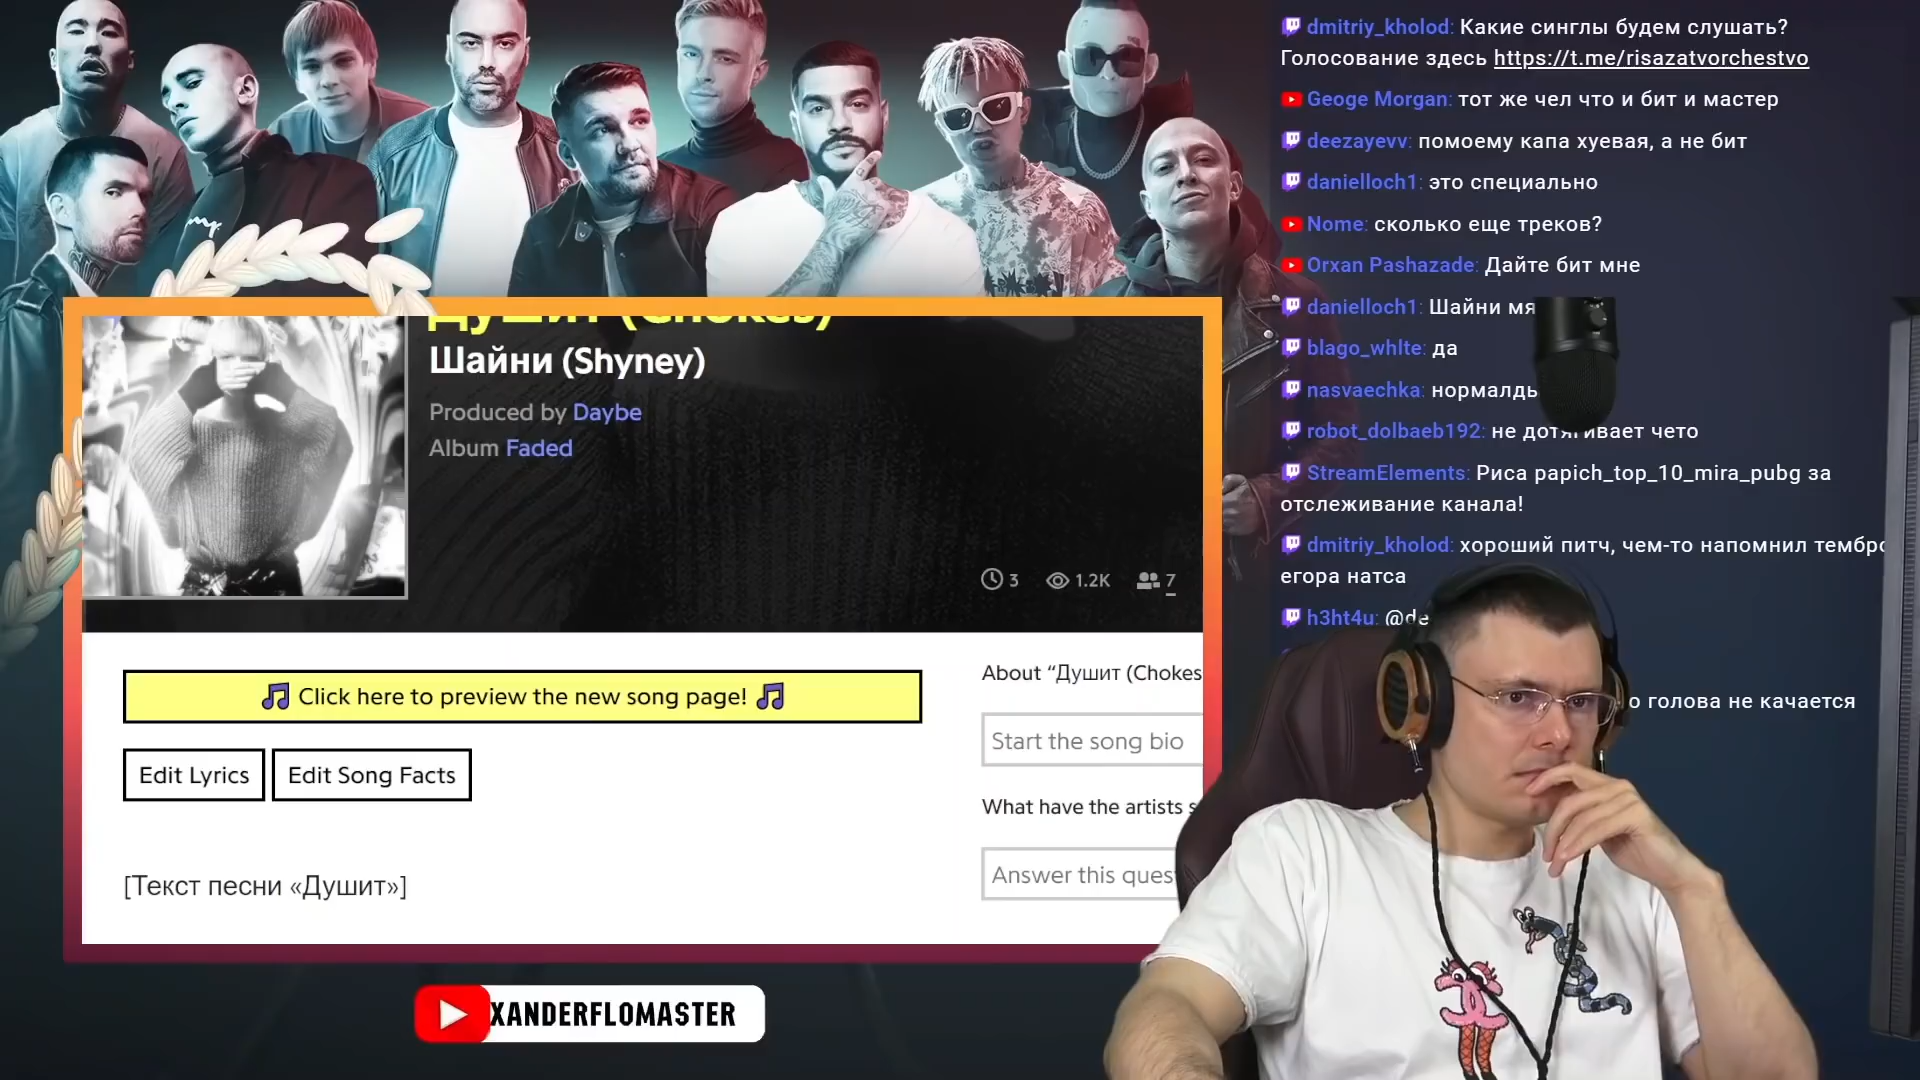 Душит (Chokes)
Шайни (Shyney)
Produced by Daybe
Album Faded
3
1.2K
7
Click here to preview the new song page!
Edit Lyrics
Edit Song Facts
[Текст песни «Душит»]
About “Душит (Chokes
Start the song bio
What have the artists s
Answer this ques
XANDERFLOMASTER
dmitriy_kholod: Какие синглы будем слушать?
Голосование здесь https://t.me/risazatvorchestvo
Geoge Morgan: тот же чел что и бит и мастер
deezayevv: помоему капа хуевая, а не бит
danielloch1: это специально
Nome: сколько еще треков?
Orxan Pashazade: Дайте бит мне
danielloch1: Шайни мя
blago_whlte: да
nasvaechka: нормалды
robot_dolbaeb192: не дотягивает чето
StreamElements: Риса papich_top_10_mira_pubg за
отслеживание канала!
dmitriy_kholod: хороший питч, чем-то напомнил тембро
егора натса
h3ht4u: @de
о голова не качается